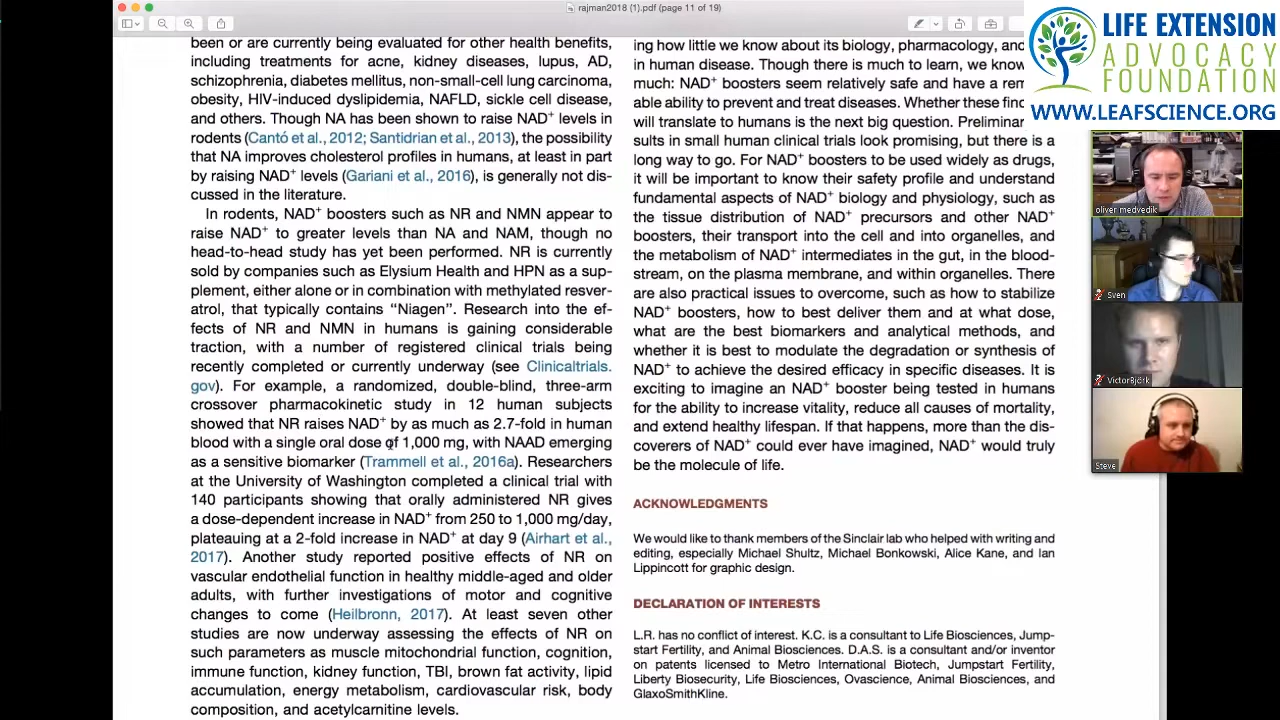 rajman2018 (1).pdf (page 11 of 19)
been or are currently being evaluated for other health benefits,
including treatments for acne, kidney diseases, lupus, AD,
schizophrenia, diabetes mellitus, non-small-cell lung carcinoma,
obesity, HIV-induced dyslipidemia, NAFLD, sickle cell disease,
and others. Though NA has been shown to raise NAD⁺ levels in
rodents (Cantó et al., 2012; Santidrian et al., 2013), the possibility
that NA improves cholesterol profiles in humans, at least in part
by raising NAD⁺ levels (Gariani et al., 2016), is generally not dis-
cussed in the literature.
In rodents, NAD⁺ boosters such as NR and NMN appear to
raise NAD⁺ to greater levels than NA and NAM, though no
head-to-head study has yet been performed. NR is currently
sold by companies such as Elysium Health and HPN as a sup-
plement, either alone or in combination with methylated resver-
atrol, that typically contains “Niagen”. Research into the ef-
fects of NR and NMN in humans is gaining considerable
traction, with a number of registered clinical trials being
recently completed or currently underway (see Clinicaltrials.
gov). For example, a randomized, double-blind, three-arm
crossover pharmacokinetic study in 12 human subjects
showed that NR raises NAD⁺ by as much as 2.7-fold in human
blood with a single oral dose of 1,000 mg, with NAAD emerging
as a sensitive biomarker (Trammell et al., 2016a). Researchers
at the University of Washington completed a clinical trial with
140 participants showing that orally administered NR gives
a dose-dependent increase in NAD⁺ from 250 to 1,000 mg/day,
plateauing at a 2-fold increase in NAD⁺ at day 9 (Airhart et al.,
2017). Another study reported positive effects of NR on
vascular endothelial function in healthy middle-aged and older
adults, with further investigations of motor and cognitive
changes to come (Heilbronn, 2017). At least seven other
studies are now underway assessing the effects of NR on
such parameters as muscle mitochondrial function, cognition,
immune function, kidney function, TBI, brown fat activity, lipid
accumulation, energy metabolism, cardiovascular risk, body
composition, and acetylcarnitine levels.
ing how little we know about its biology, pharmacology, and
in human disease. Though there is much to learn, we know
much: NAD⁺ boosters seem relatively safe and have a rem
able ability to prevent and treat diseases. Whether these find
will translate to humans is the next big question. Preliminar
sults in small human clinical trials look promising, but there is a
long way to go. For NAD⁺ boosters to be used widely as drugs,
it will be important to know their safety profile and understand
fundamental aspects of NAD⁺ biology and physiology, such as
the tissue distribution of NAD⁺ precursors and other NAD⁺
boosters, their transport into the cell and into organelles, and
the metabolism of NAD⁺ intermediates in the gut, in the blood-
stream, on the plasma membrane, and within organelles. There
are also practical issues to overcome, such as how to stabilize
NAD⁺ boosters, how to best deliver them and at what dose,
what are the best biomarkers and analytical methods, and
whether it is best to modulate the degradation or synthesis of
NAD⁺ to achieve the desired efficacy in specific diseases. It is
exciting to imagine an NAD⁺ booster being tested in humans
for the ability to increase vitality, reduce all causes of mortality,
and extend healthy lifespan. If that happens, more than the dis-
coverers of NAD⁺ could ever have imagined, NAD⁺ would truly
be the molecule of life.
ACKNOWLEDGMENTS
We would like to thank members of the Sinclair lab who helped with writing and
editing, especially Michael Shultz, Michael Bonkowski, Alice Kane, and Ian
Lippincott for graphic design.
DECLARATION OF INTERESTS
L.R. has no conflict of interest. K.C. is a consultant to Life Biosciences, Jump-
start Fertility, and Animal Biosciences. D.A.S. is a consultant and/or inventor
on patents licensed to Metro International Biotech, Jumpstart Fertility,
Liberty Biosecurity, Life Biosciences, Ovascience, Animal Biosciences, and
GlaxoSmithKline.
LIFE EXTENSION
ADVOCACY
FOUNDATION
WWW.LEAFSCIENCE.ORG
oliver medvedik
Sven
VictorBjörk
Steve